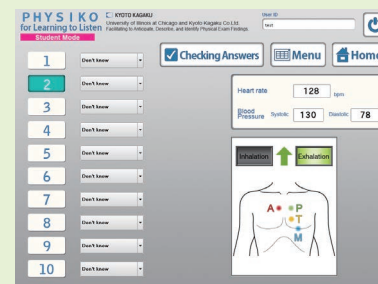 PHYSIKO
for Learning to Listen
Student Mode
KYOTO KAGAKU
University of Illinois at Chicago and Kyoto Kagaku Co Ltd.
Facilitating to Anticipate, Describe, and Identify Physical Exam Findings
User ID
test
Checking Answers
Menu
Home
1 Don't know
2 Don't know
3 Don't know
4 Don't know
5 Don't know
6 Don't know
7 Don't know
8 Don't know
9 Don't know
10 Don't know
Heart rate 128 bpm
Blood Pressure Systolic 130 Diastolic 78
Inhalation
Exhalation
A P
T
M